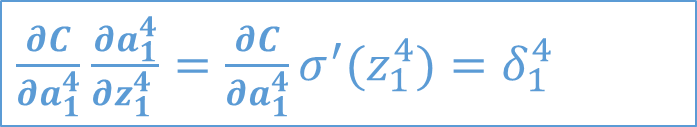 ∂C/∂a₁⁴ ∂a₁⁴/∂z₁⁴ = ∂C/∂a₁⁴ σ′(z₁⁴) = δ₁⁴